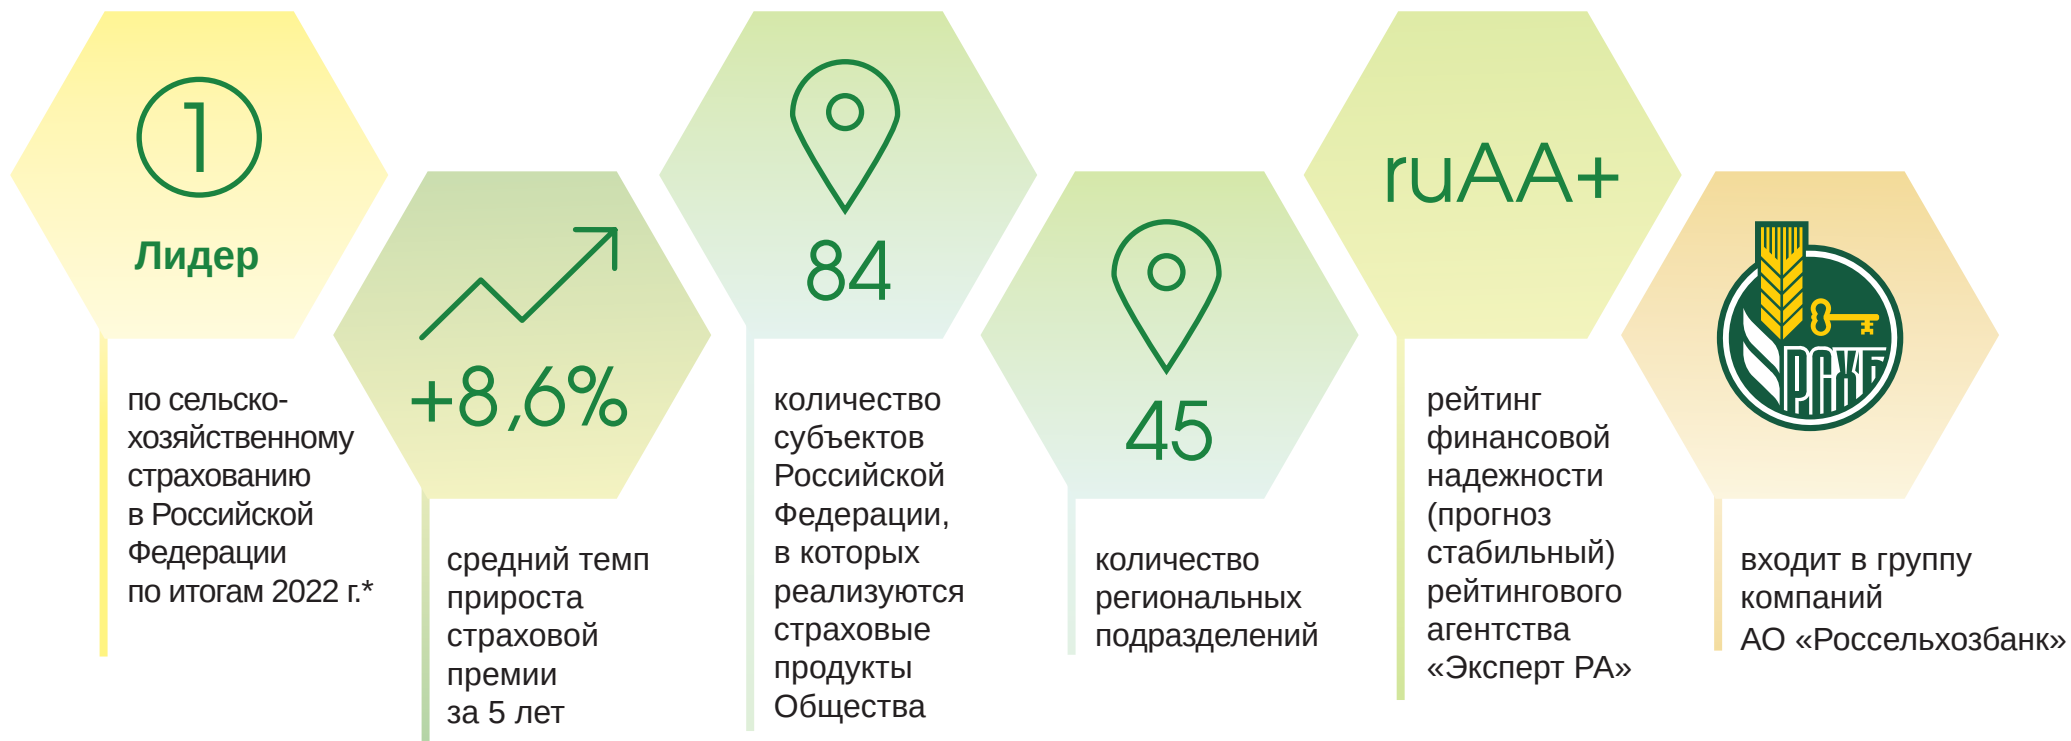 1
Лидер
по сельско-
хозяйственному
страхованию
в Российской
Федерации
по итогам 2022 г.*
+8,6%
средний темп
прироста
страховой
премии
за 5 лет
84
количество
субъектов
Российской
Федерации,
в которых
реализуются
страховые
продукты
Общества
45
количество
региональных
подразделений
ruAA+
рейтинг
финансовой
надежности
(прогноз
стабильный)
рейтингового
агентства
«Эксперт РА»
РСХБ
входит в группу
компаний
АО «Россельхозбанк»